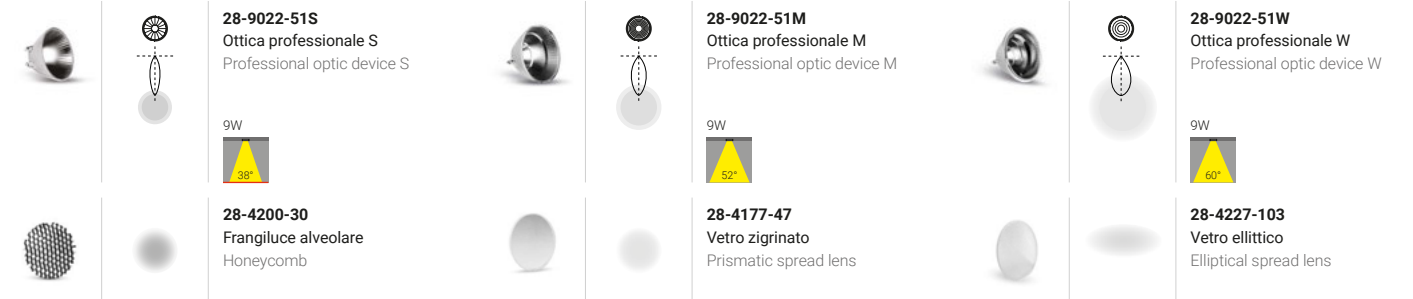 28-9022-51S
Ottica professionale S
Professional optic device S
9W
38°
28-9022-51M
Ottica professionale M
Professional optic device M
9W
52°
28-9022-51W
Ottica professionale W
Professional optic device W
9W
60°
28-4200-30
Frangiluce alveolare
Honeycomb
28-4177-47
Vetro zigrinato
Prismatic spread lens
28-4227-103
Vetro ellittico
Elliptical spread lens